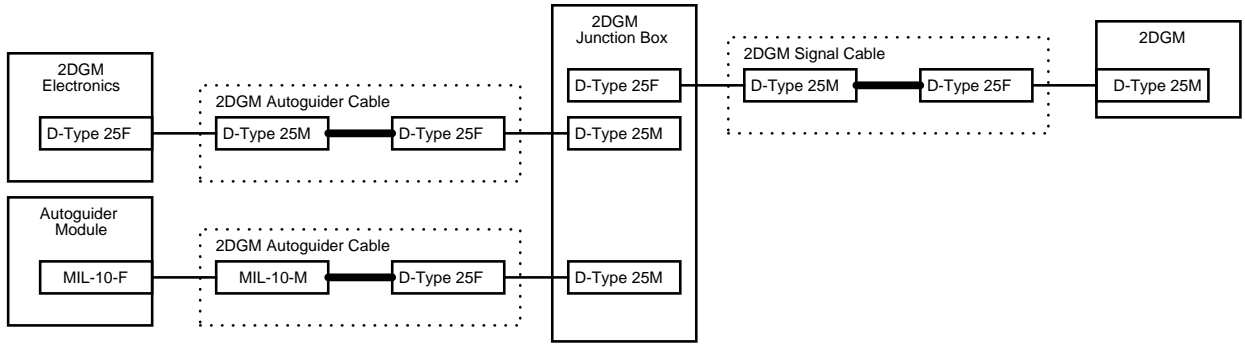 2DGM
Electronics
D-Type 25F
2DGM Autoguider Cable
D-Type 25M
D-Type 25F
2DGM
Junction Box
D-Type 25F
D-Type 25M
D-Type 25M
2DGM Signal Cable
D-Type 25M
D-Type 25F
2DGM
D-Type 25M
Autoguider
Module
MIL-10-F
2DGM Autoguider Cable
MIL-10-M
D-Type 25F